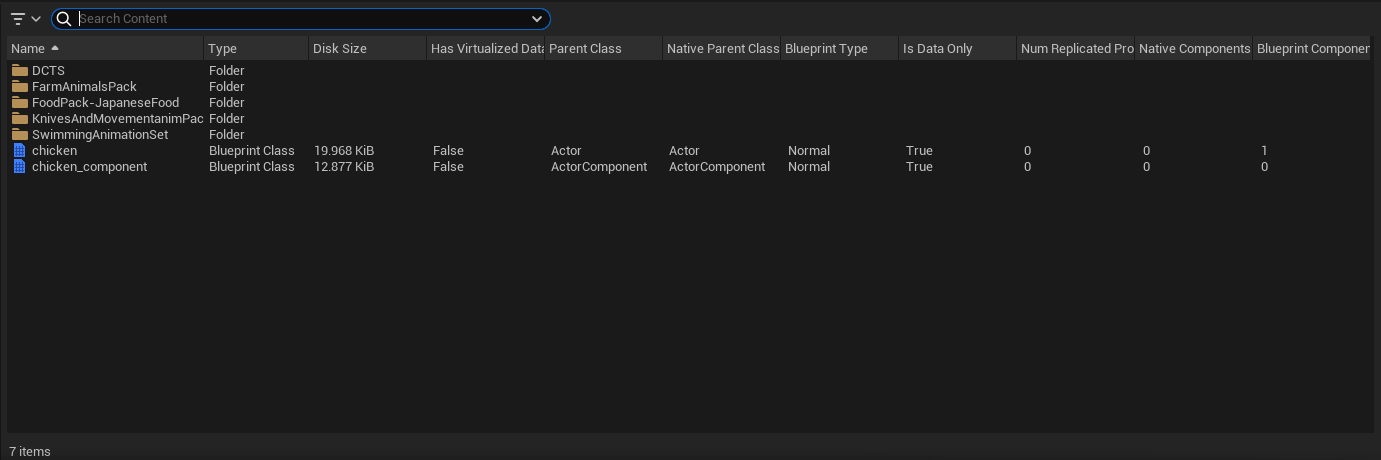 Search Content
Name Type Disk Size Has Virtualized Data Parent Class Native Parent Class Blueprint Type Is Data Only Num Replicated Pro Native Components Blueprint Componen
DCTS Folder
FarmAnimalsPack Folder
FoodPack-JapaneseFood Folder
KnivesAndMovementanimPac Folder
SwimmingAnimationSet Folder
chicken Blueprint Class 19.968 KiB False Actor Actor Normal True 0 0 1
chicken_component Blueprint Class 12.877 KiB False ActorComponent ActorComponent Normal True 0 0 0
7 items